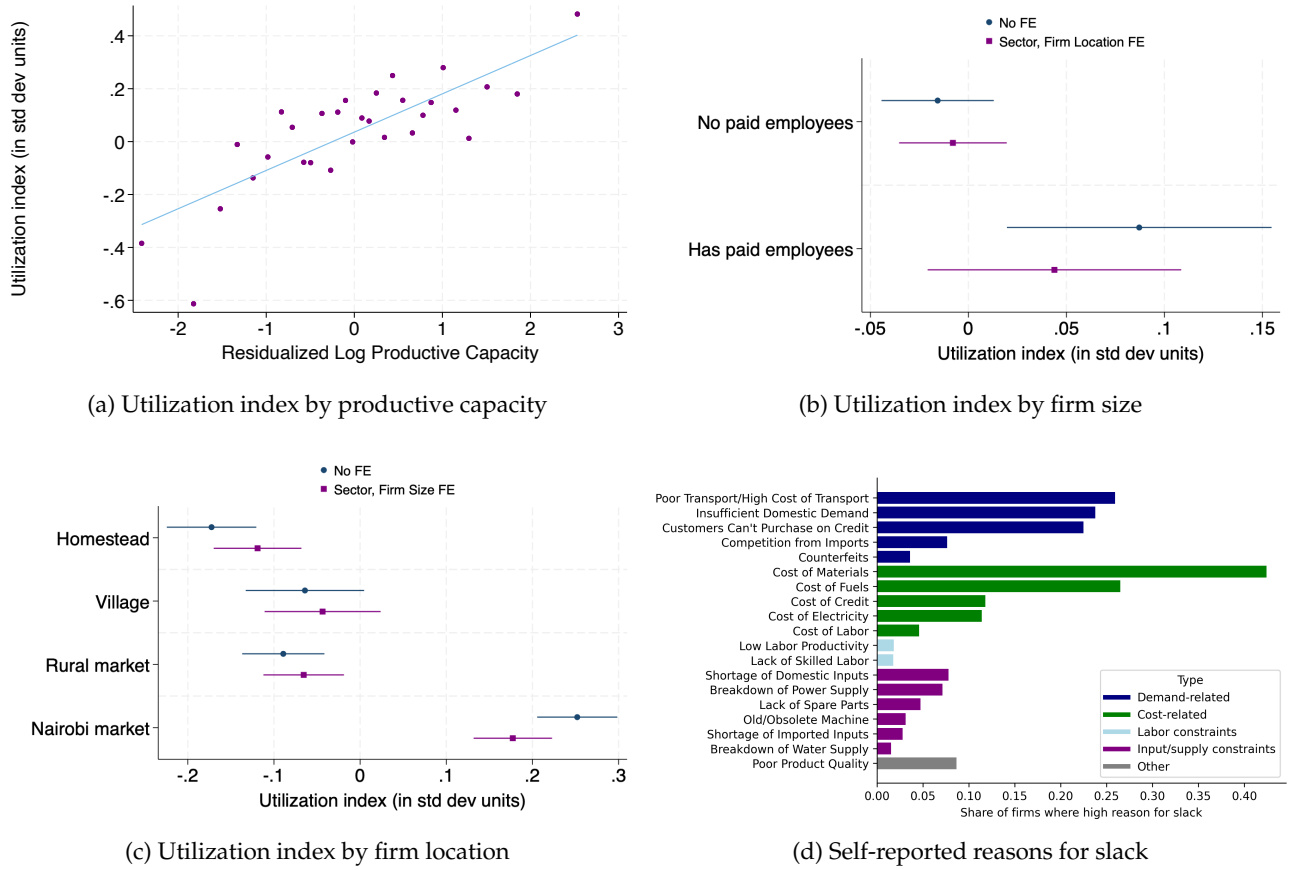 Utilization index (in std dev units)
.4
.2
0
-.2
-.4
-.6
-2
-1
0
1
2
3
Residualized Log Productive Capacity
(a) Utilization index by productive capacity
No FE
Sector, Firm Location FE
No paid employees
Has paid employees
-.05
0
.05
.1
.15
Utilization index (in std dev units)
(b) Utilization index by firm size
No FE
Sector, Firm Size FE
Homestead
Village
Rural market
Nairobi market
-.2
-.1
0
.1
.2
.3
Utilization index (in std dev units)
(c) Utilization index by firm location
Poor Transport/High Cost of Transport
Insufficient Domestic Demand
Customers Can't Purchase on Credit
Competition from Imports
Counterfeits
Cost of Materials
Cost of Fuels
Cost of Credit
Cost of Electricity
Cost of Labor
Low Labor Productivity
Lack of Skilled Labor
Shortage of Domestic Inputs
Breakdown of Power Supply
Lack of Spare Parts
Old/Obsolete Machine
Shortage of Imported Inputs
Breakdown of Water Supply
Poor Product Quality
Type
Demand-related
Cost-related
Labor constraints
Input/supply constraints
Other
0.00
0.05
0.10
0.15
0.20
0.25
0.30
0.35
0.40
Share of firms where high reason for slack
(d) Self-reported reasons for slack